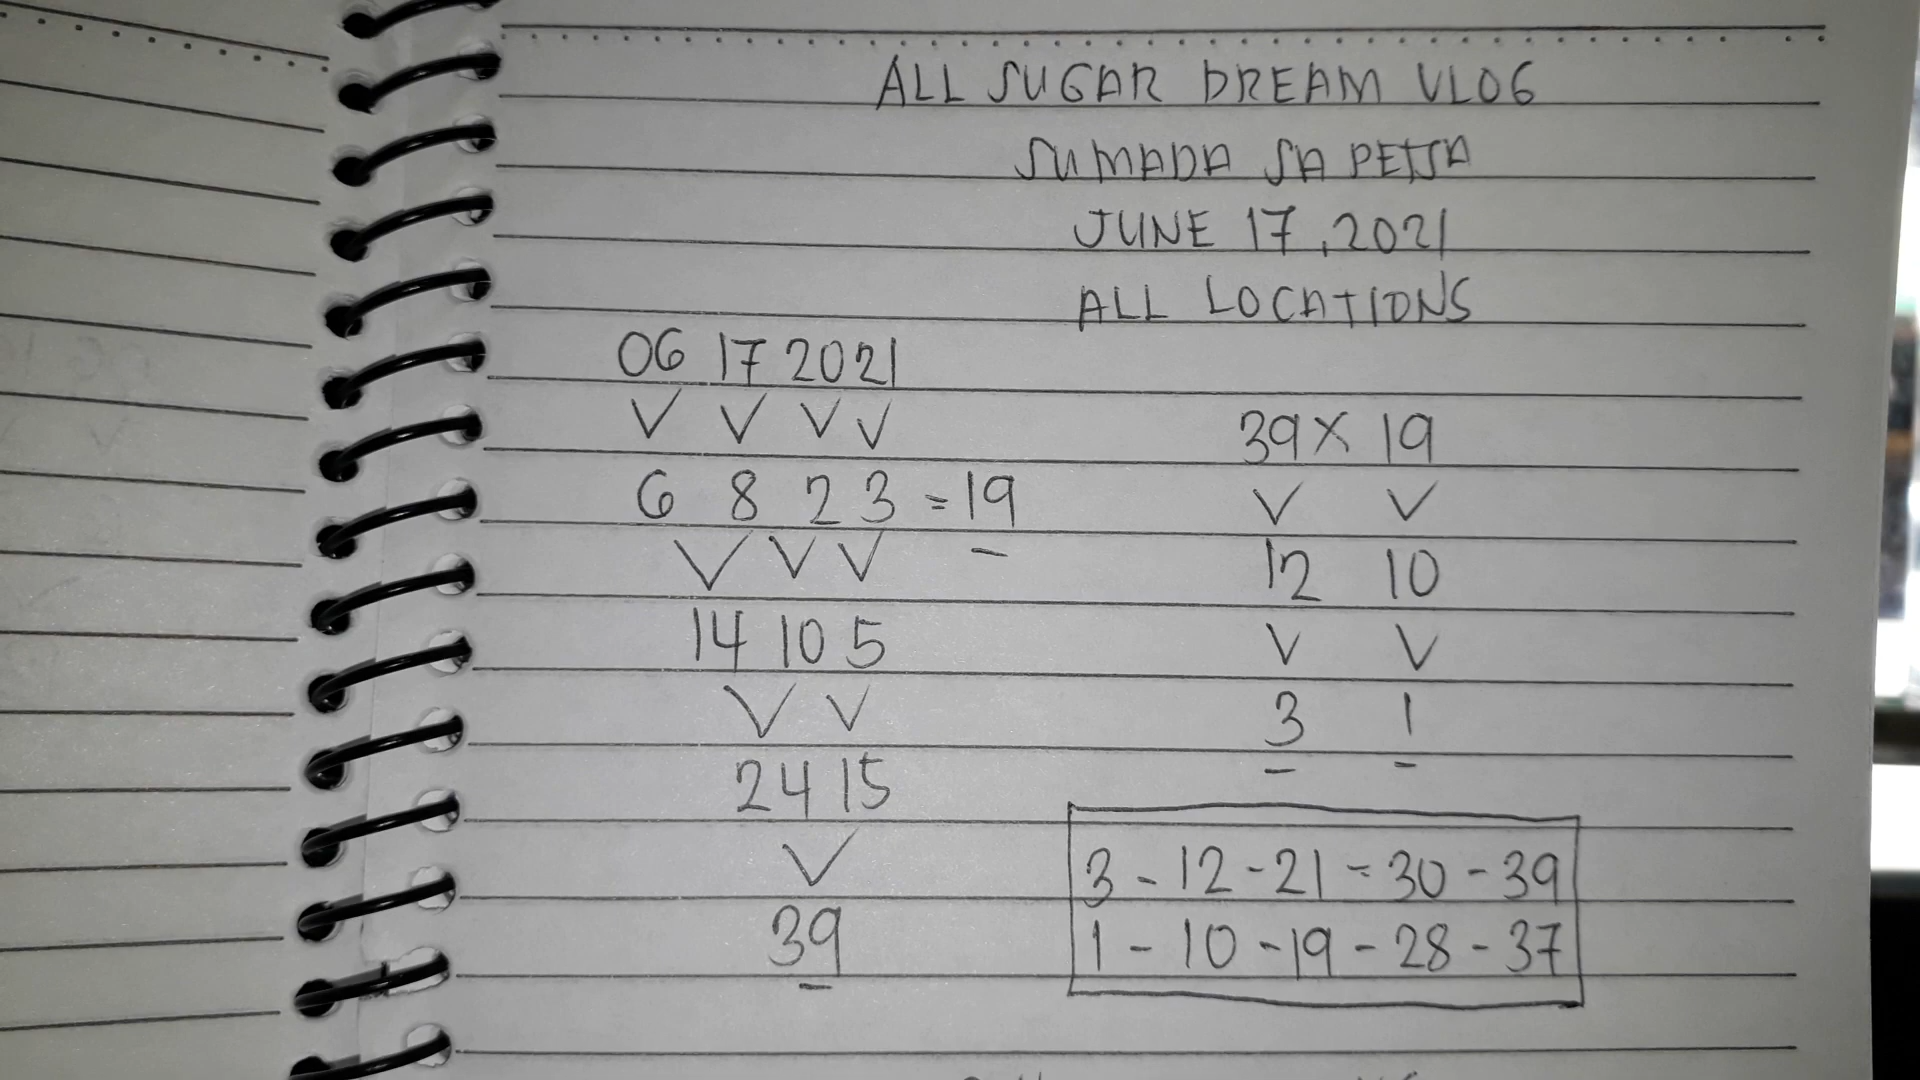 ALL SUGAR DREAM VLOG
SUMADA SA PETSA
JUNE 17, 2021
ALL LOCATIONS
06 17 2021
V V V V
6 8 2 3 = 19
V V V
14 10 5
V V
24 15
V
39
39 X 19
V V
12 10
V V
3 1
3 - 12 - 21 - 30 - 39
1 - 10 - 19 - 28 - 37